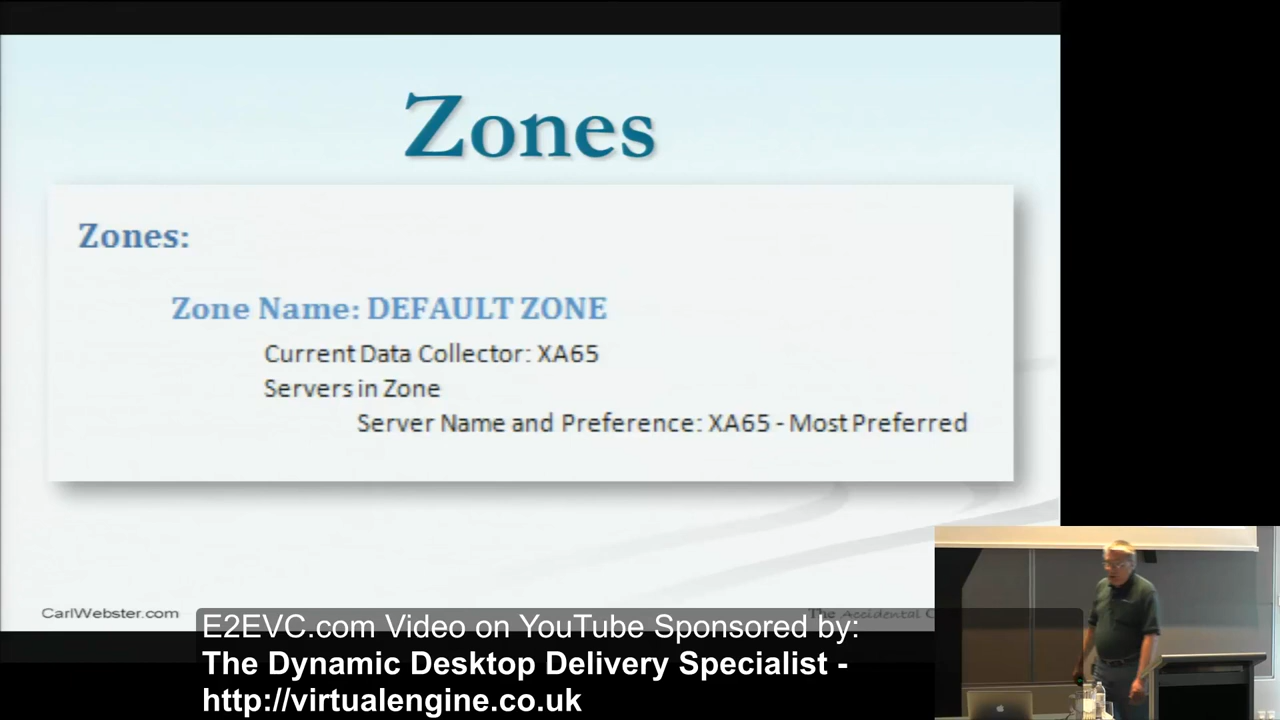 Zones
Zones:
Zone Name: DEFAULT ZONE
Current Data Collector: XA65
Servers in Zone
Server Name and Preference: XA65 - Most Preferred
CarlWebster.com
The Accidental C
E2EVC.com Video on YouTube Sponsored by:
The Dynamic Desktop Delivery Specialist -
http://virtualengine.co.uk